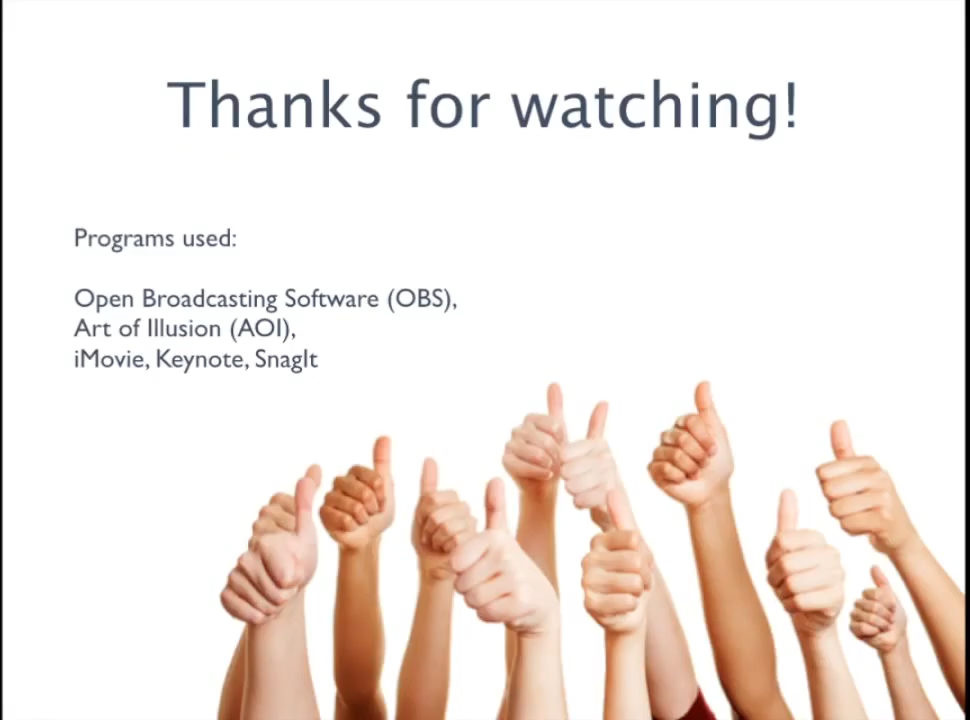 Thanks for watching!
Programs used:
Open Broadcasting Software (OBS),
Art of Illusion (AOI),
iMovie, Keynote, SnagIt